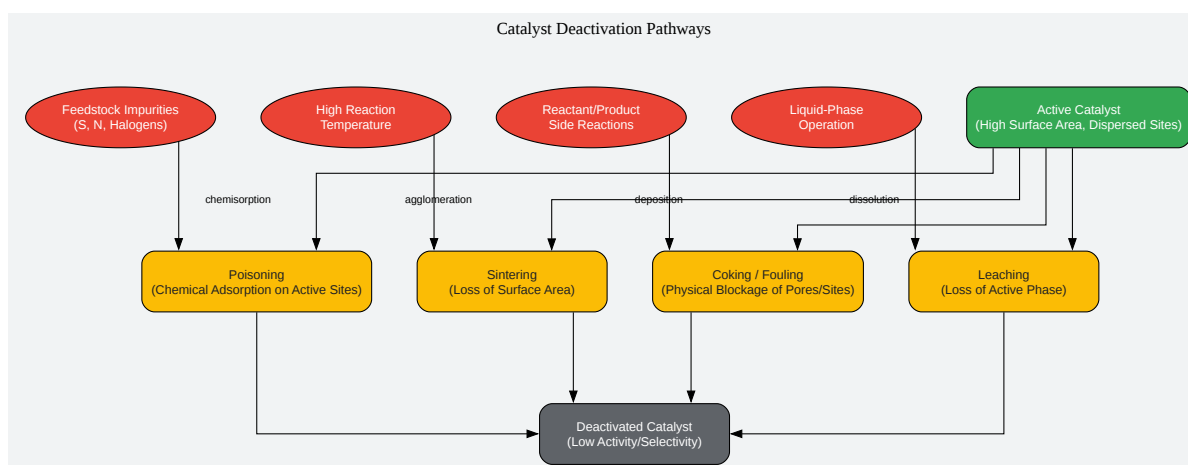 Catalyst Deactivation Pathways
Feedstock Impurities
(S, N, Halogens)
High Reaction
Temperature
Reactant/Product
Side Reactions
Liquid-Phase
Operation
Active Catalyst
(High Surface Area, Dispersed Sites)
chemisorption
agglomeration
deposition
dissolution
Poisoning
(Chemical Adsorption on Active Sites)
Sintering
(Loss of Surface Area)
Coking / Fouling
(Physical Blockage of Pores/Sites)
Leaching
(Loss of Active Phase)
Deactivated Catalyst
(Low Activity/Selectivity)